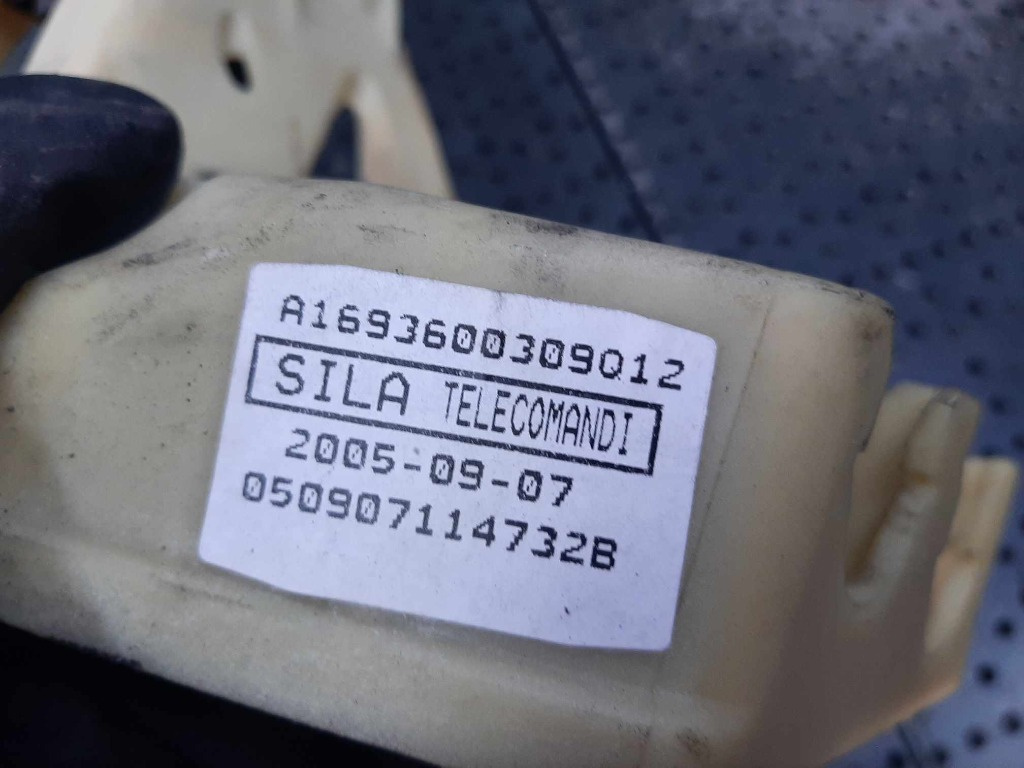 A1693600309Q12
SILA TELECOMANDI
2005-09-07
050907114732B